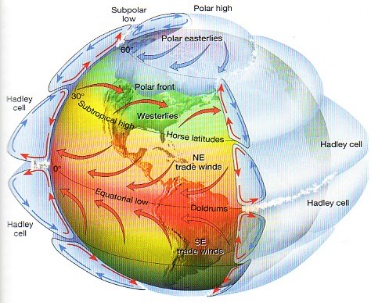 Subpolar
low
Polar high
60°
Polar easterlies
Hadley
cell
30°
Polar front
Subtropical high
Westerlies
Horse latitudes
Hadley cell
NE
trade winds
0°
Equatorial low
Doldrums
Hadley cell
Hadley
cell
SE
trade winds